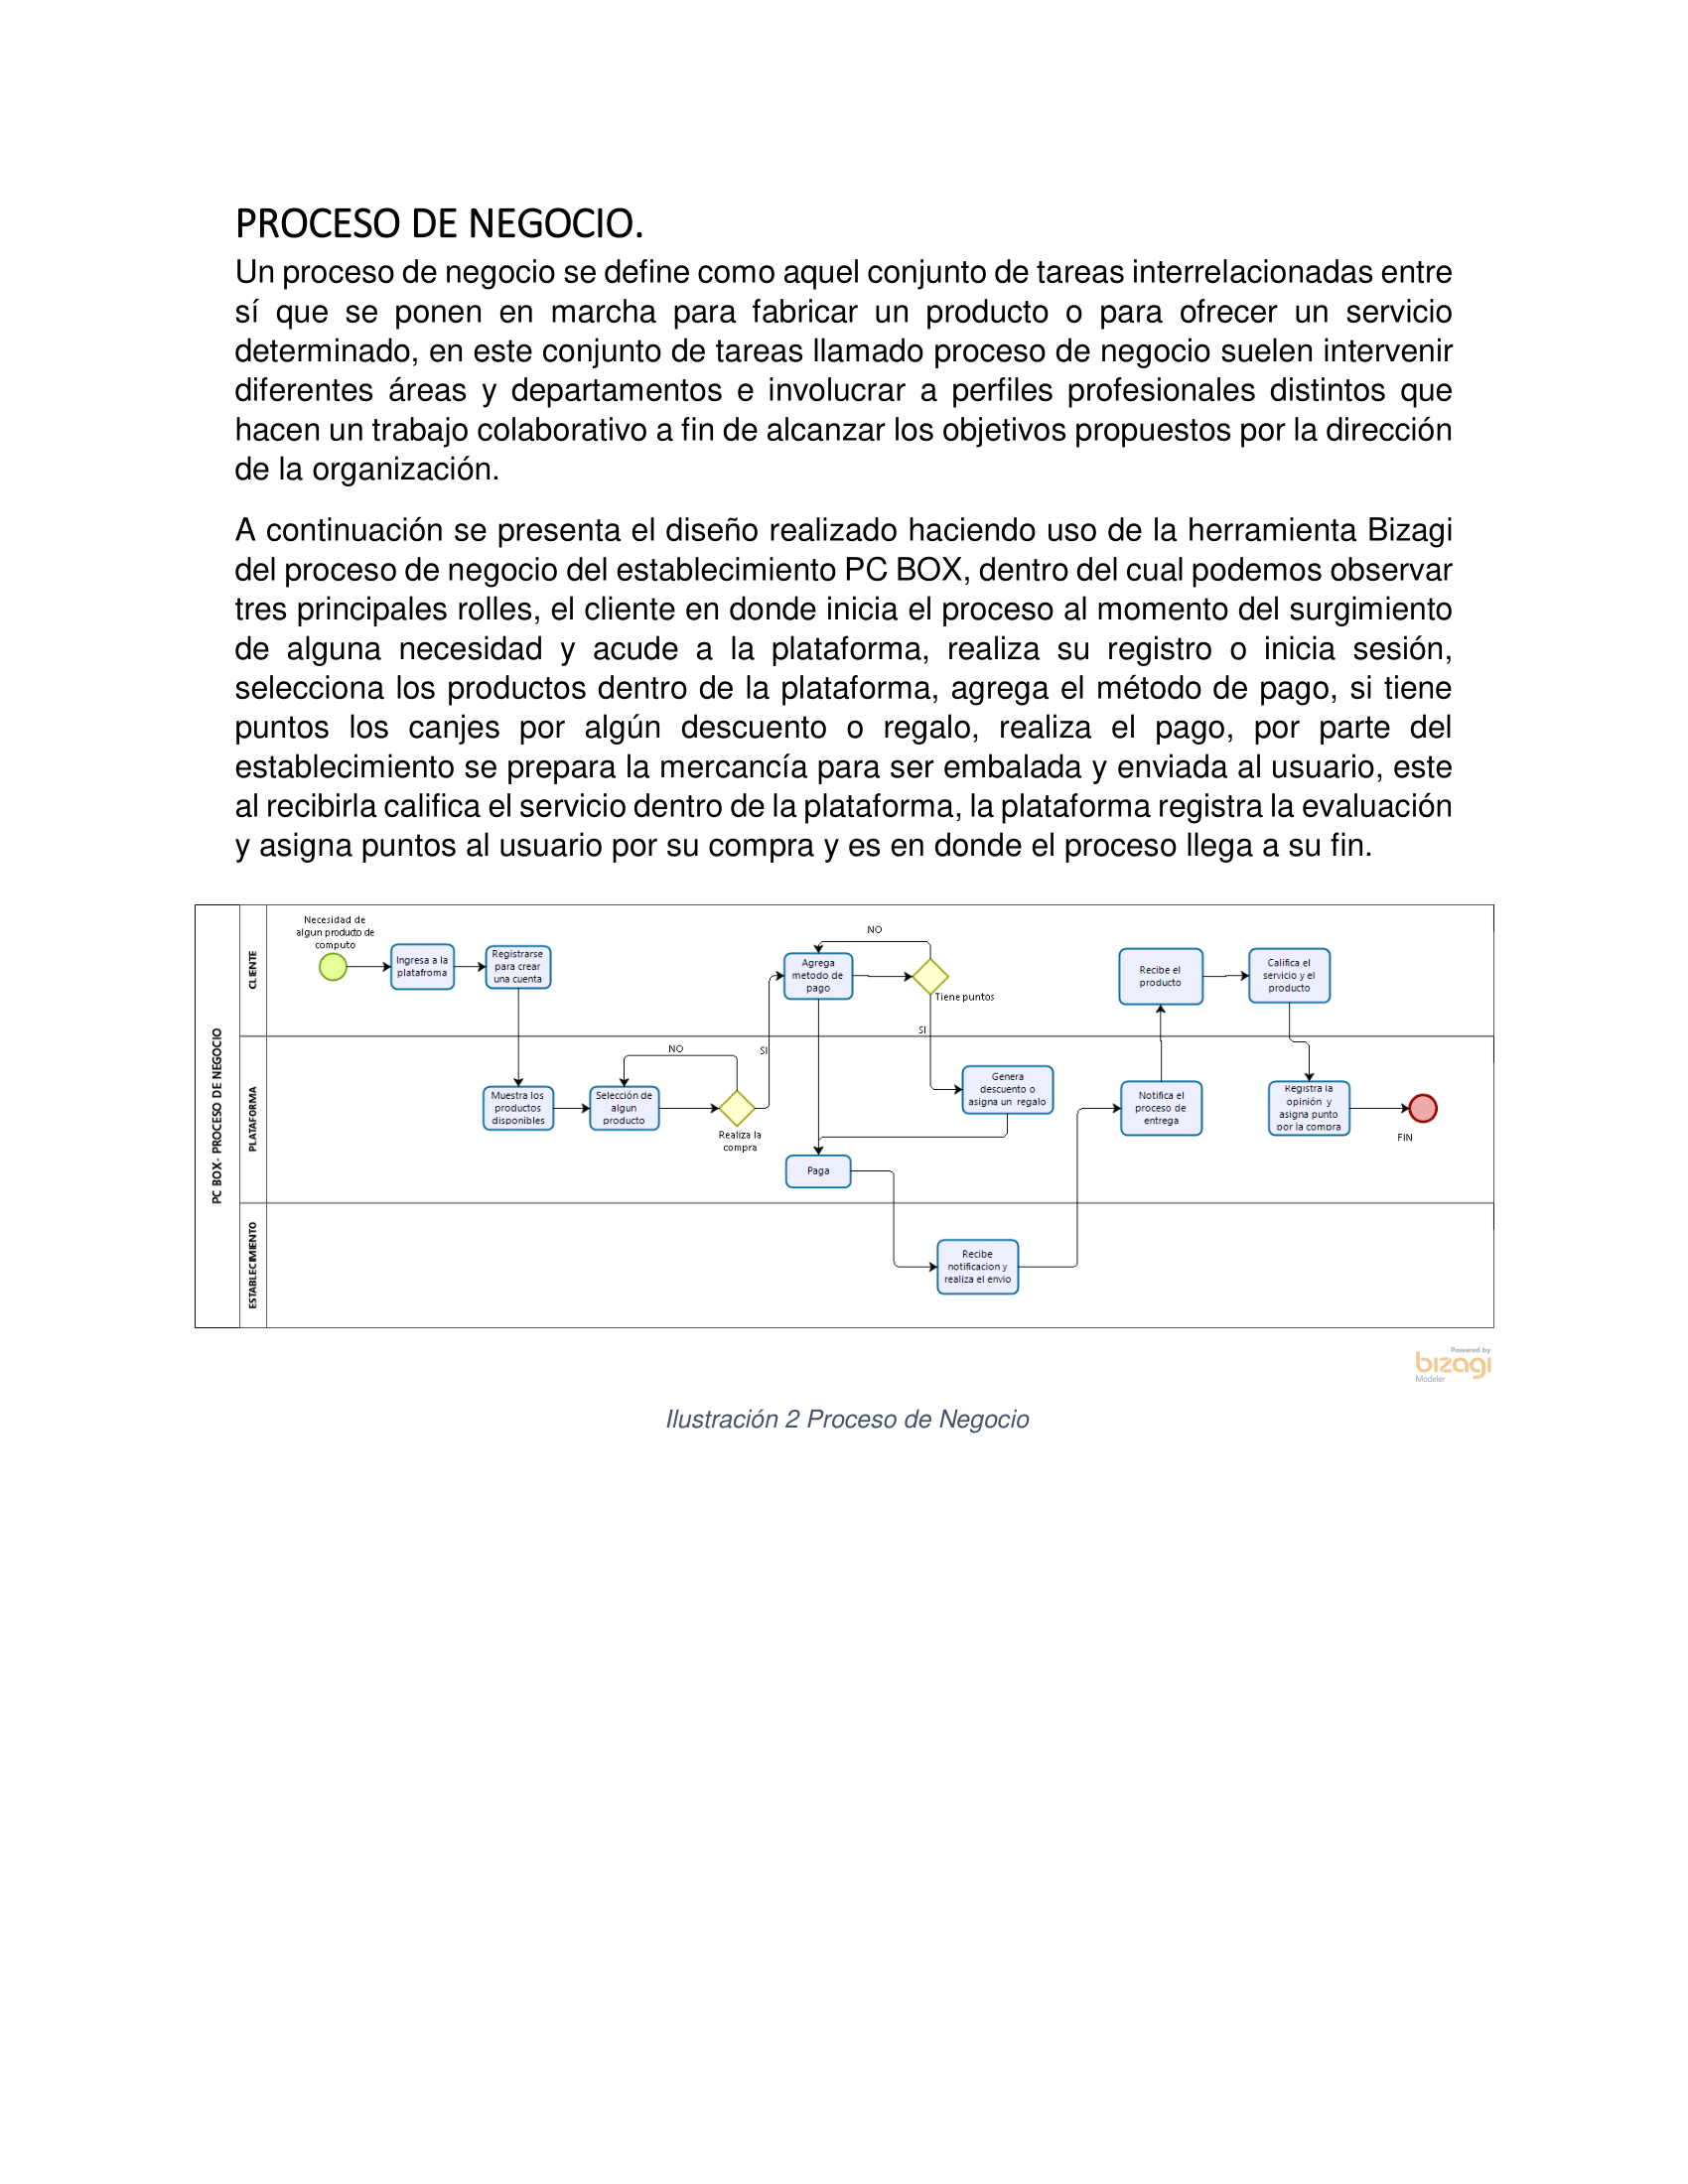 PROCESO DE NEGOCIO.
Un proceso de negocio se define como aquel conjunto de tareas interrelacionadas entre
sí que se ponen en marcha para fabricar un producto o para ofrecer un servicio
determinado, en este conjunto de tareas llamado proceso de negocio suelen intervenir
diferentes áreas y departamentos e involucrar a perfiles profesionales distintos que
hacen un trabajo colaborativo a fin de alcanzar los objetivos propuestos por la dirección
de la organización.
A continuación se presenta el diseño realizado haciendo uso de la herramienta Bizagi
del proceso de negocio del establecimiento PC BOX, dentro del cual podemos observar
tres principales rolles, el cliente en donde inicia el proceso al momento del surgimiento
de alguna necesidad y acude a la plataforma, realiza su registro o inicia sesión,
selecciona los productos dentro de la plataforma, agrega el método de pago, si tiene
puntos los canjes por algún descuento o regalo, realiza el pago, por parte del
establecimiento se prepara la mercancía para ser embalada y enviada al usuario, este
al recibirla califica el servicio dentro de la plataforma, la plataforma registra la evaluación
y asigna puntos al usuario por su compra y es en donde el proceso llega a su fin.
PC BOX- PROCESO DE NEGOCIO
CLIENTE
Necesidad de
algun producto de
computo
Ingresa a la
platafroma
Registrarse
para crear
una cuenta
Agrega
metodo de
pago
NO
Tiene puntos
SI
Recibe el
producto
Califica el
servicio y el
producto
PLATAFORMA
Muestra los
productos
disponibles
Selección de
algun
producto
NO
Realiza la
compra
SI
Genera
descuento o
asigna un regalo
Paga
Notifica el
proceso de
entrega
Registra la
opinión y
asigna punto
por la compra
FIN
ESTABLECIMIENTO
Recibe
notificacion y
realiza el envio
Powered by
bizagi
Modeler
Ilustración 2 Proceso de Negocio